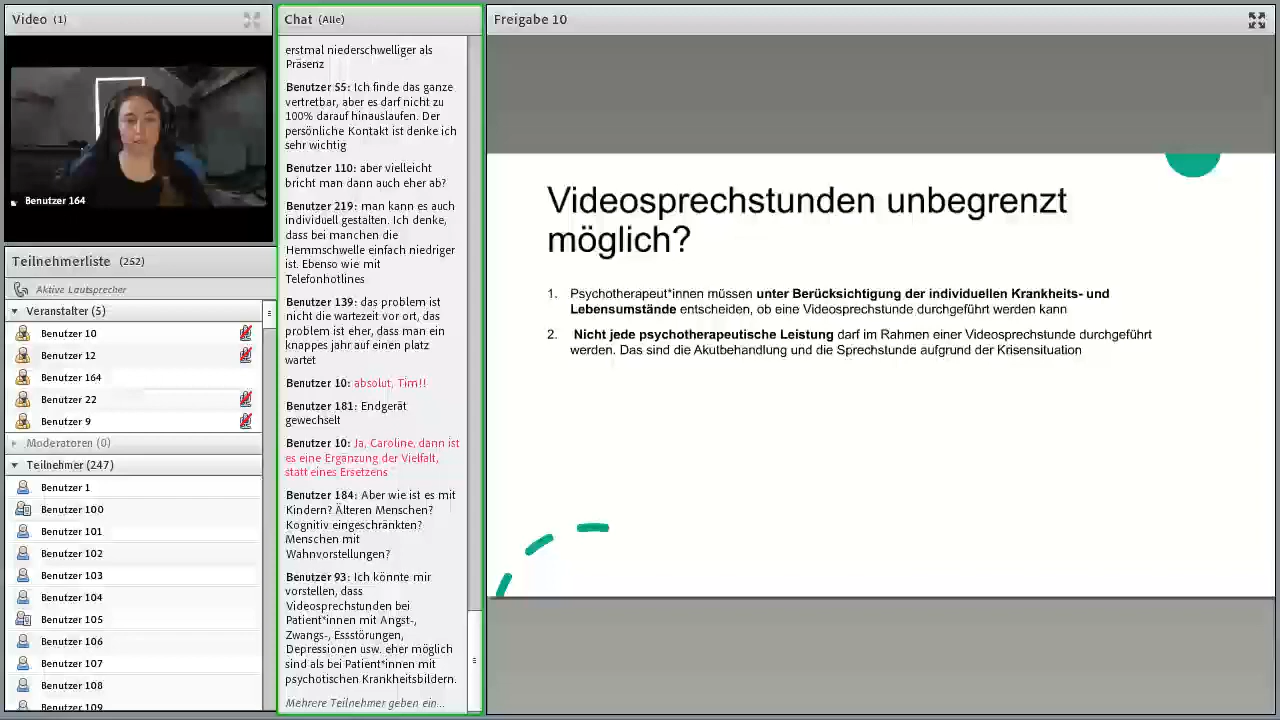 Video (1)
Benutzer 164
Teilnehmerliste (252)
Aktive Lautsprecher
Veranstalter (5)
Benutzer 10
Benutzer 12
Benutzer 164
Benutzer 22
Benutzer 9
Moderatoren (0)
Teilnehmer (247)
Benutzer 1
Benutzer 100
Benutzer 101
Benutzer 102
Benutzer 103
Benutzer 104
Benutzer 105
Benutzer 106
Benutzer 107
Benutzer 108
Benutzer 109
Chat (Alle)
erstmal niederschwelliger als
Präsenz
Benutzer 55: Ich finde das ganze
vertretbar, aber es darf nicht zu
100% darauf hinauslaufen. Der
persönliche Kontakt ist denke ich
sehr wichtig
Benutzer 110: aber vielleicht
bricht man dann auch eher ab?
Benutzer 219: man kann es auch
individuell gestalten. Ich denke,
dass bei manchen die
Hemmschwelle einfach niedriger
ist. Ebenso wie mit
Telefonhotlines
Benutzer 139: das problem ist
nicht die wartezeit vor ort, das
problem ist eher, dass man ein
knappes jahr auf einen platz
wartet
Benutzer 10: absolut, Tim!!
Benutzer 181: Endgerät
gewechselt
Benutzer 10: Ja, Caroline, dann ist
es eine Ergänzung der Vielfalt,
statt eines Ersetzens
Benutzer 184: Aber wie ist es mit
Kindern? Älteren Menschen?
Kognitiv eingeschränkten?
Menschen mit
Wahnvorstellungen?
Benutzer 93: Ich könnte mir
vorstellen, dass
Videosprechstunden bei
Patient*innen mit Angst-,
Zwangs-, Essstörungen,
Depressionen usw. eher möglich
sind als bei Patient*innen mit
psychotischen Krankheitsbildern.
Mehrere Teilnehmer geben ein...
Freigabe 10
Videosprechstunden unbegrenzt
möglich?
1. Psychotherapeut*innen müssen unter Berücksichtigung der individuellen Krankheits- und
Lebensumstände entscheiden, ob eine Videosprechstunde durchgeführt werden kann
2. Nicht jede psychotherapeutische Leistung darf im Rahmen einer Videosprechstunde durchgeführt
werden. Das sind die Akutbehandlung und die Sprechstunde aufgrund der Krisensituation